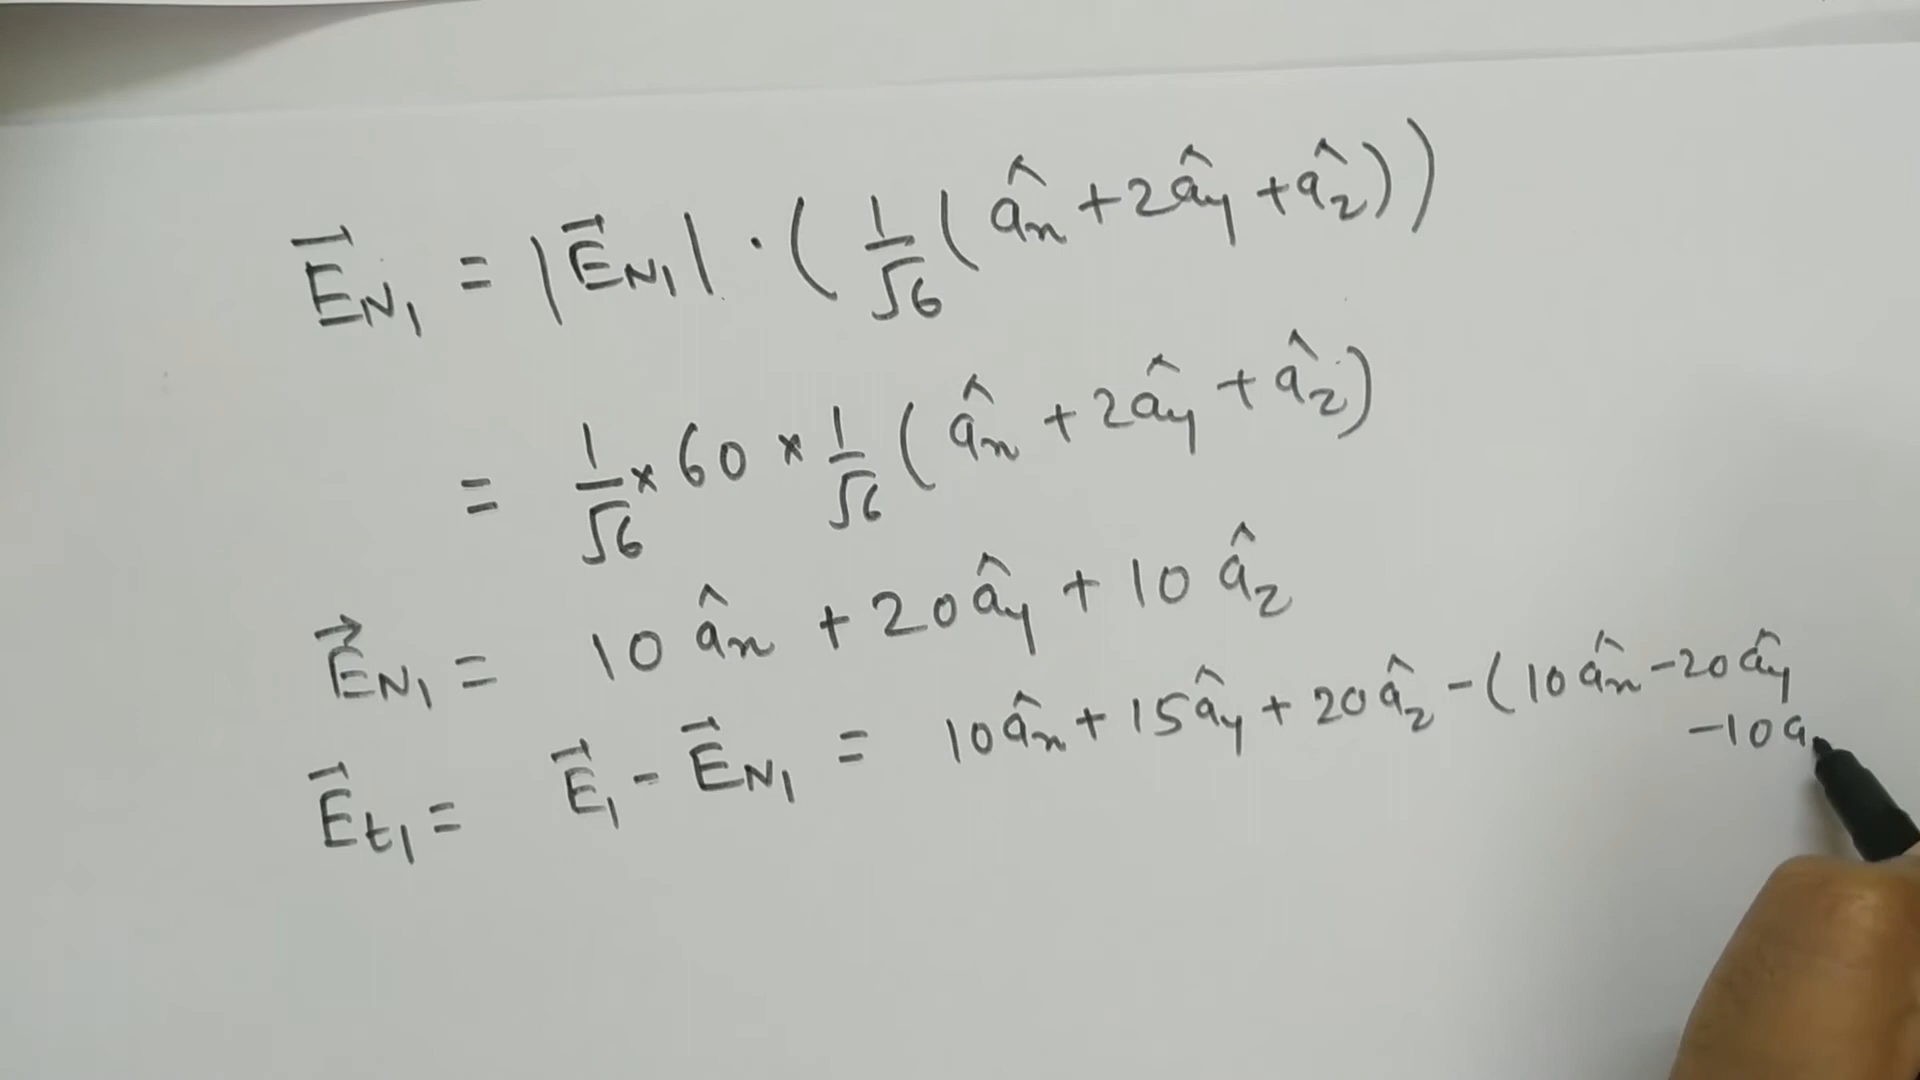 E⃗N₁ = |E⃗N₁| · ( 1/√6 ( âx + 2ây + âz ) )
= 1/√6 × 60 × 1/√6 ( âx + 2ây + âz )
E⃗N₁ = 10 âx + 20 ây + 10 âz
E⃗t₁ = E⃗₁ - E⃗N₁ = 10âx + 15ây + 20âz - ( 10âx - 20ây
- 10a